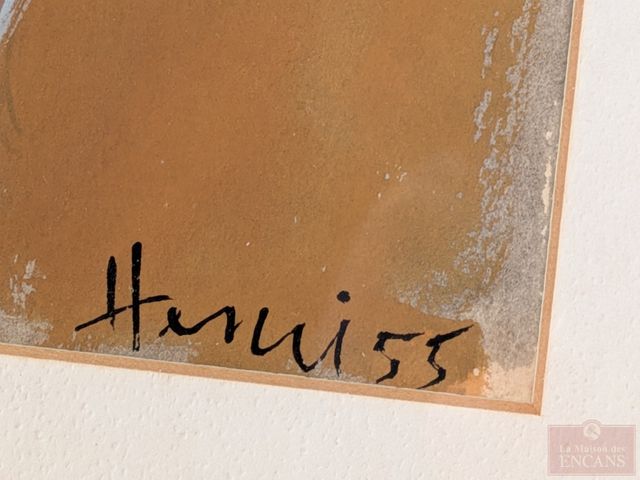 Henri 55
La Maison des
ENCANS